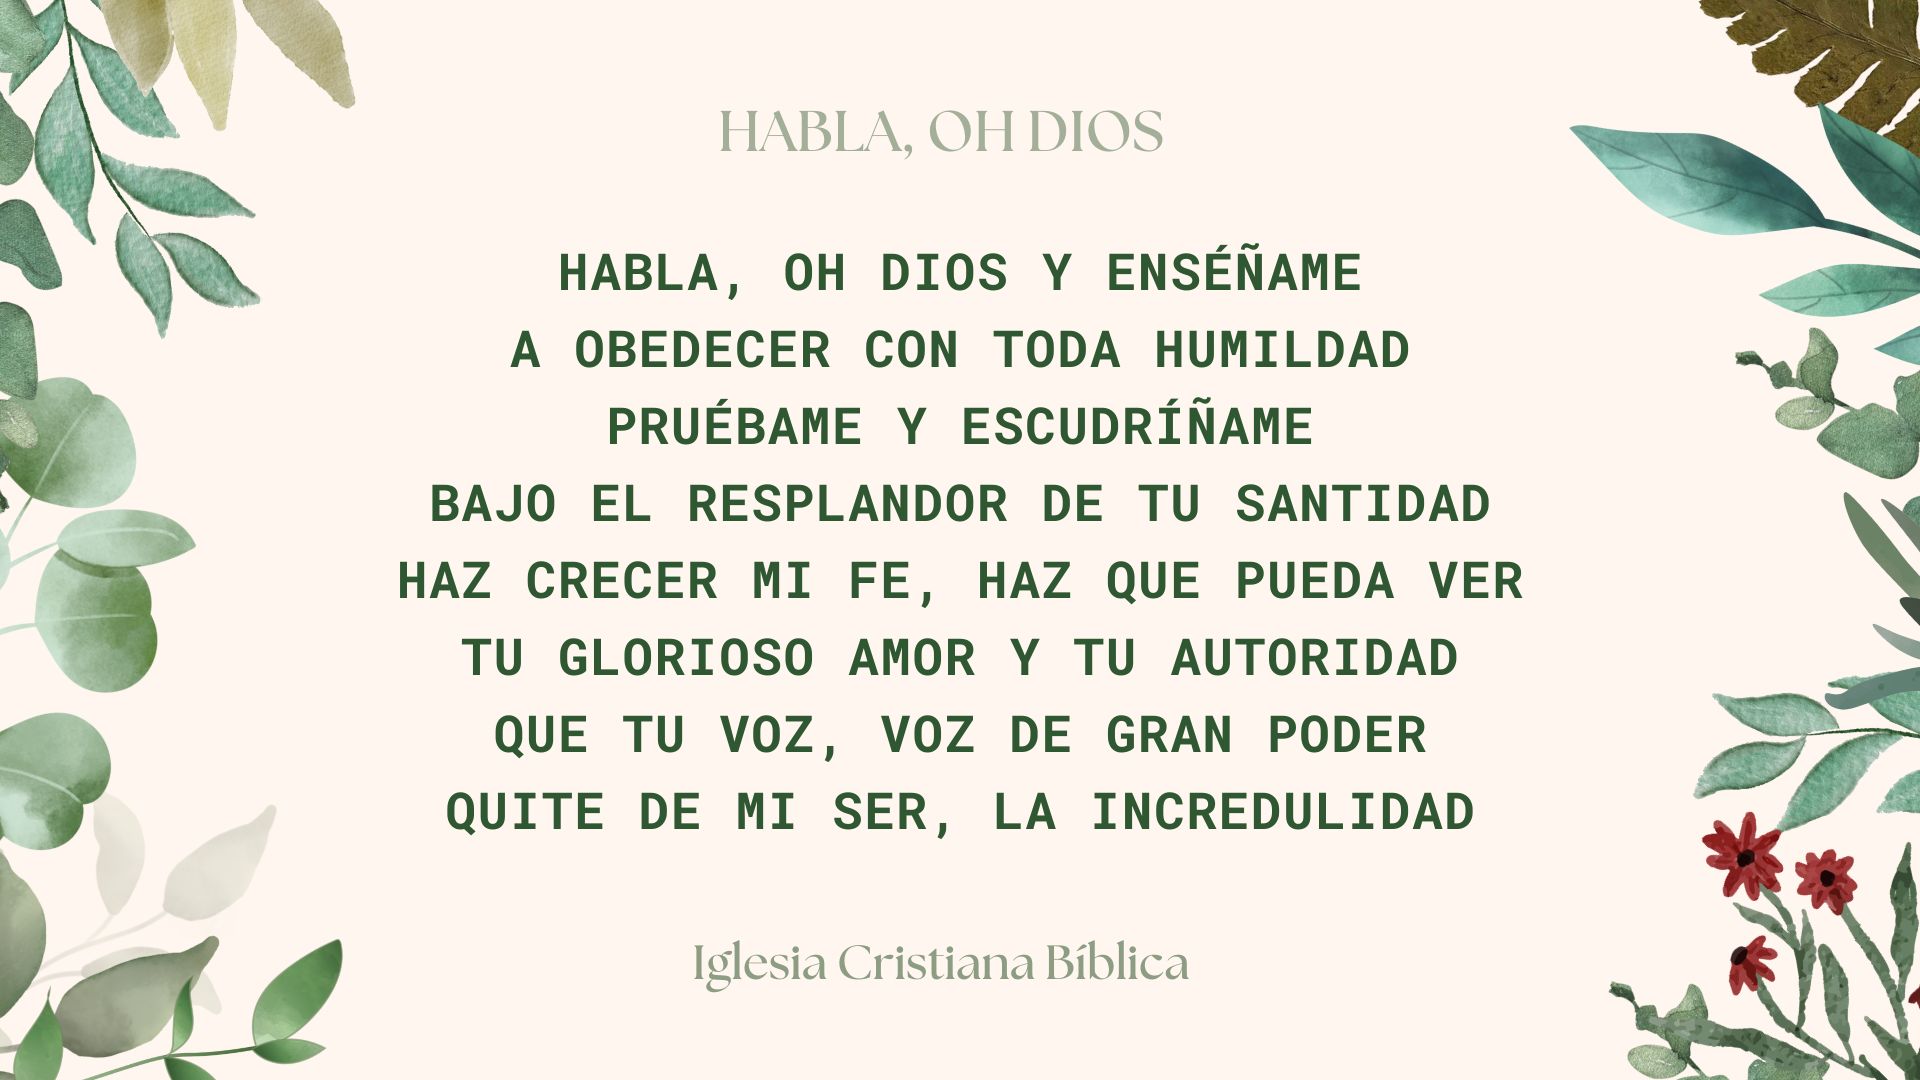 HABLA, OH DIOS
HABLA, OH DIOS Y ENSÉÑAME
A OBEDECER CON TODA HUMILDAD
PRUÉBAME Y ESCUDRÍÑAME
BAJO EL RESPLANDOR DE TU SANTIDAD
HAZ CRECER MI FE, HAZ QUE PUEDA VER
TU GLORIOSO AMOR Y TU AUTORIDAD
QUE TU VOZ, VOZ DE GRAN PODER
QUITE DE MI SER, LA INCREDULIDAD
Iglesia Cristiana Bíblica